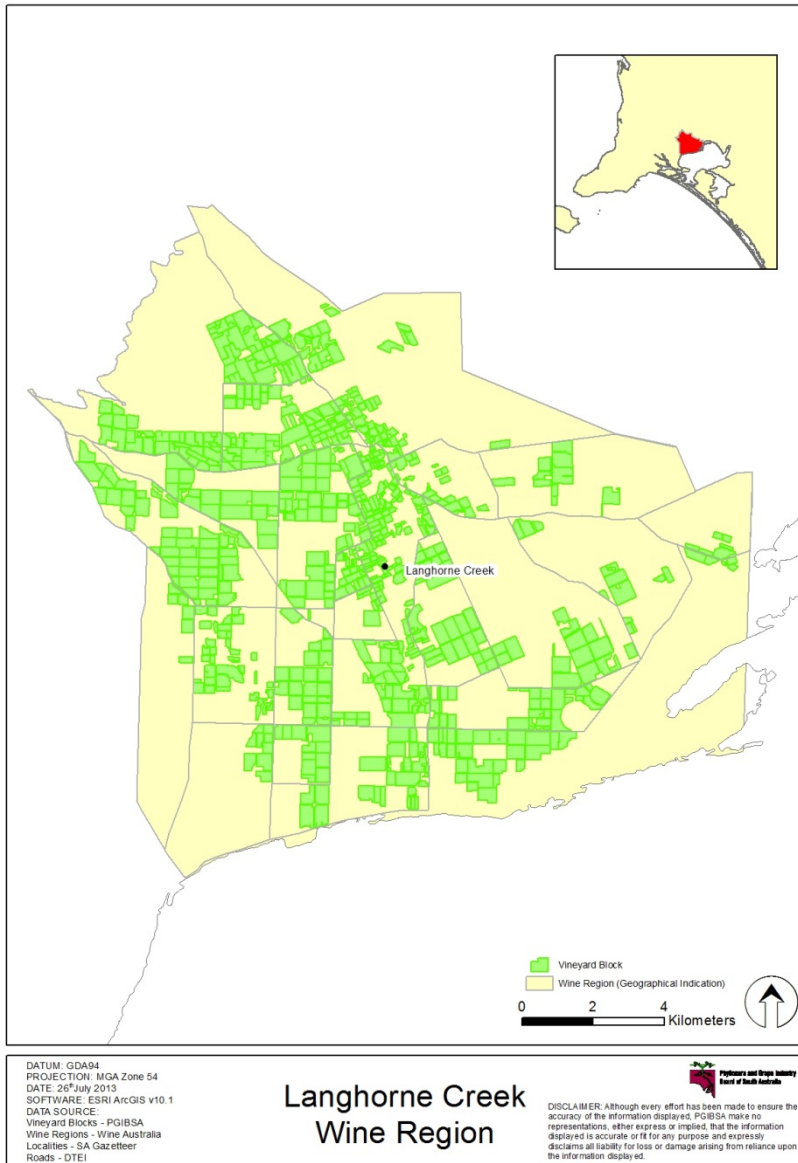 Langhorne Creek
Vineyard Block
Wine Region (Geographical Indication)
0 2 4
Kilometers
DATUM: GDA94
PROJECTION: MGA Zone 54
DATE: 26th July 2013
SOFTWARE: ESRI ArcGIS v10.1
DATA SOURCE:
Vineyard Blocks - PGIBSA
Wine Regions - Wine Australia
Localities - SA Gazetteer
Roads - DTEI
Langhorne Creek
Wine Region
Phylloxera and Grape Industry
Board of South Australia
DISCLAIMER: Although every effort has been made to ensure the
accuracy of the information displayed, PGIBSA make no
representations, either express or implied, that the information
displayed is accurate or fit for any purpose and expressly
disclaims all liability for loss or damage arising from reliance upon
the information displayed.